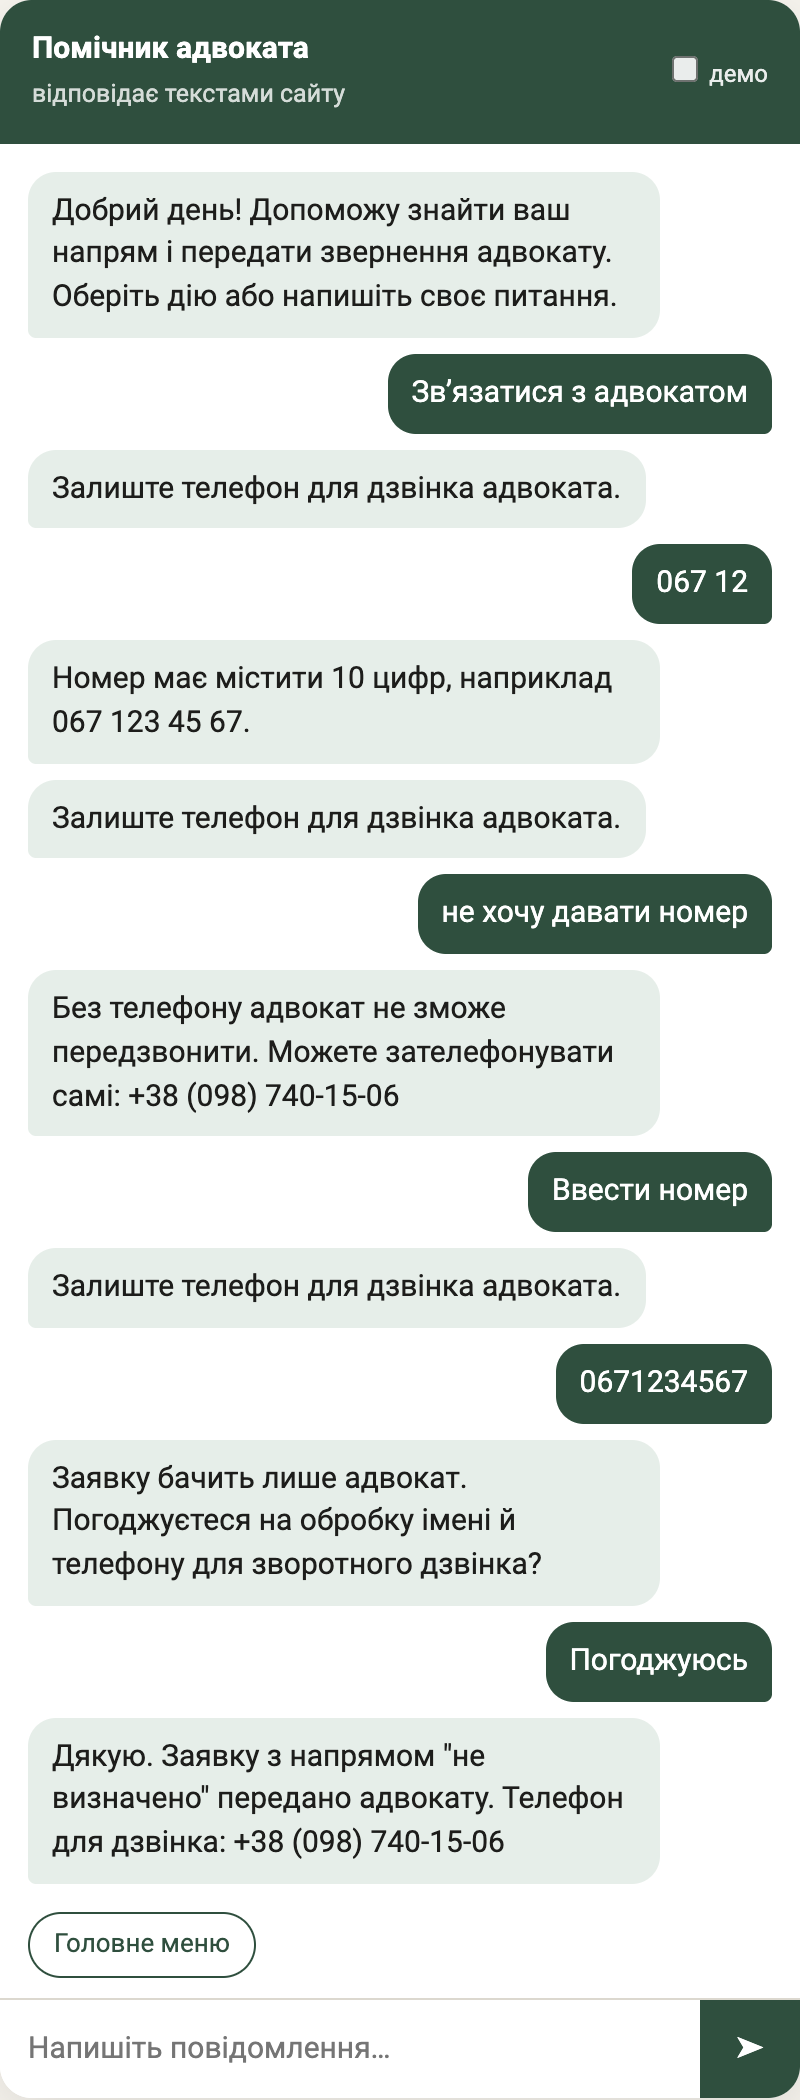 Помічник адвоката
відповідає текстами сайту
демо
Добрий день! Допоможу знайти ваш
напрям і передати звернення адвокату.
Оберіть дію або напишіть своє питання.
Зв’язатися з адвокатом
Залиште телефон для дзвінка адвоката.
067 12
Номер має містити 10 цифр, наприклад
067 123 45 67.
Залиште телефон для дзвінка адвоката.
не хочу давати номер
Без телефону адвокат не зможе
передзвонити. Можете зателефонувати
самі: +38 (098) 740-15-06
Ввести номер
Залиште телефон для дзвінка адвоката.
0671234567
Заявку бачить лише адвокат.
Погоджуєтеся на обробку імені й
телефону для зворотного дзвінка?
Погоджуюсь
Дякую. Заявку з напрямом "не
визначено" передано адвокату. Телефон
для дзвінка: +38 (098) 740-15-06
Головне меню
Напишіть повідомлення…